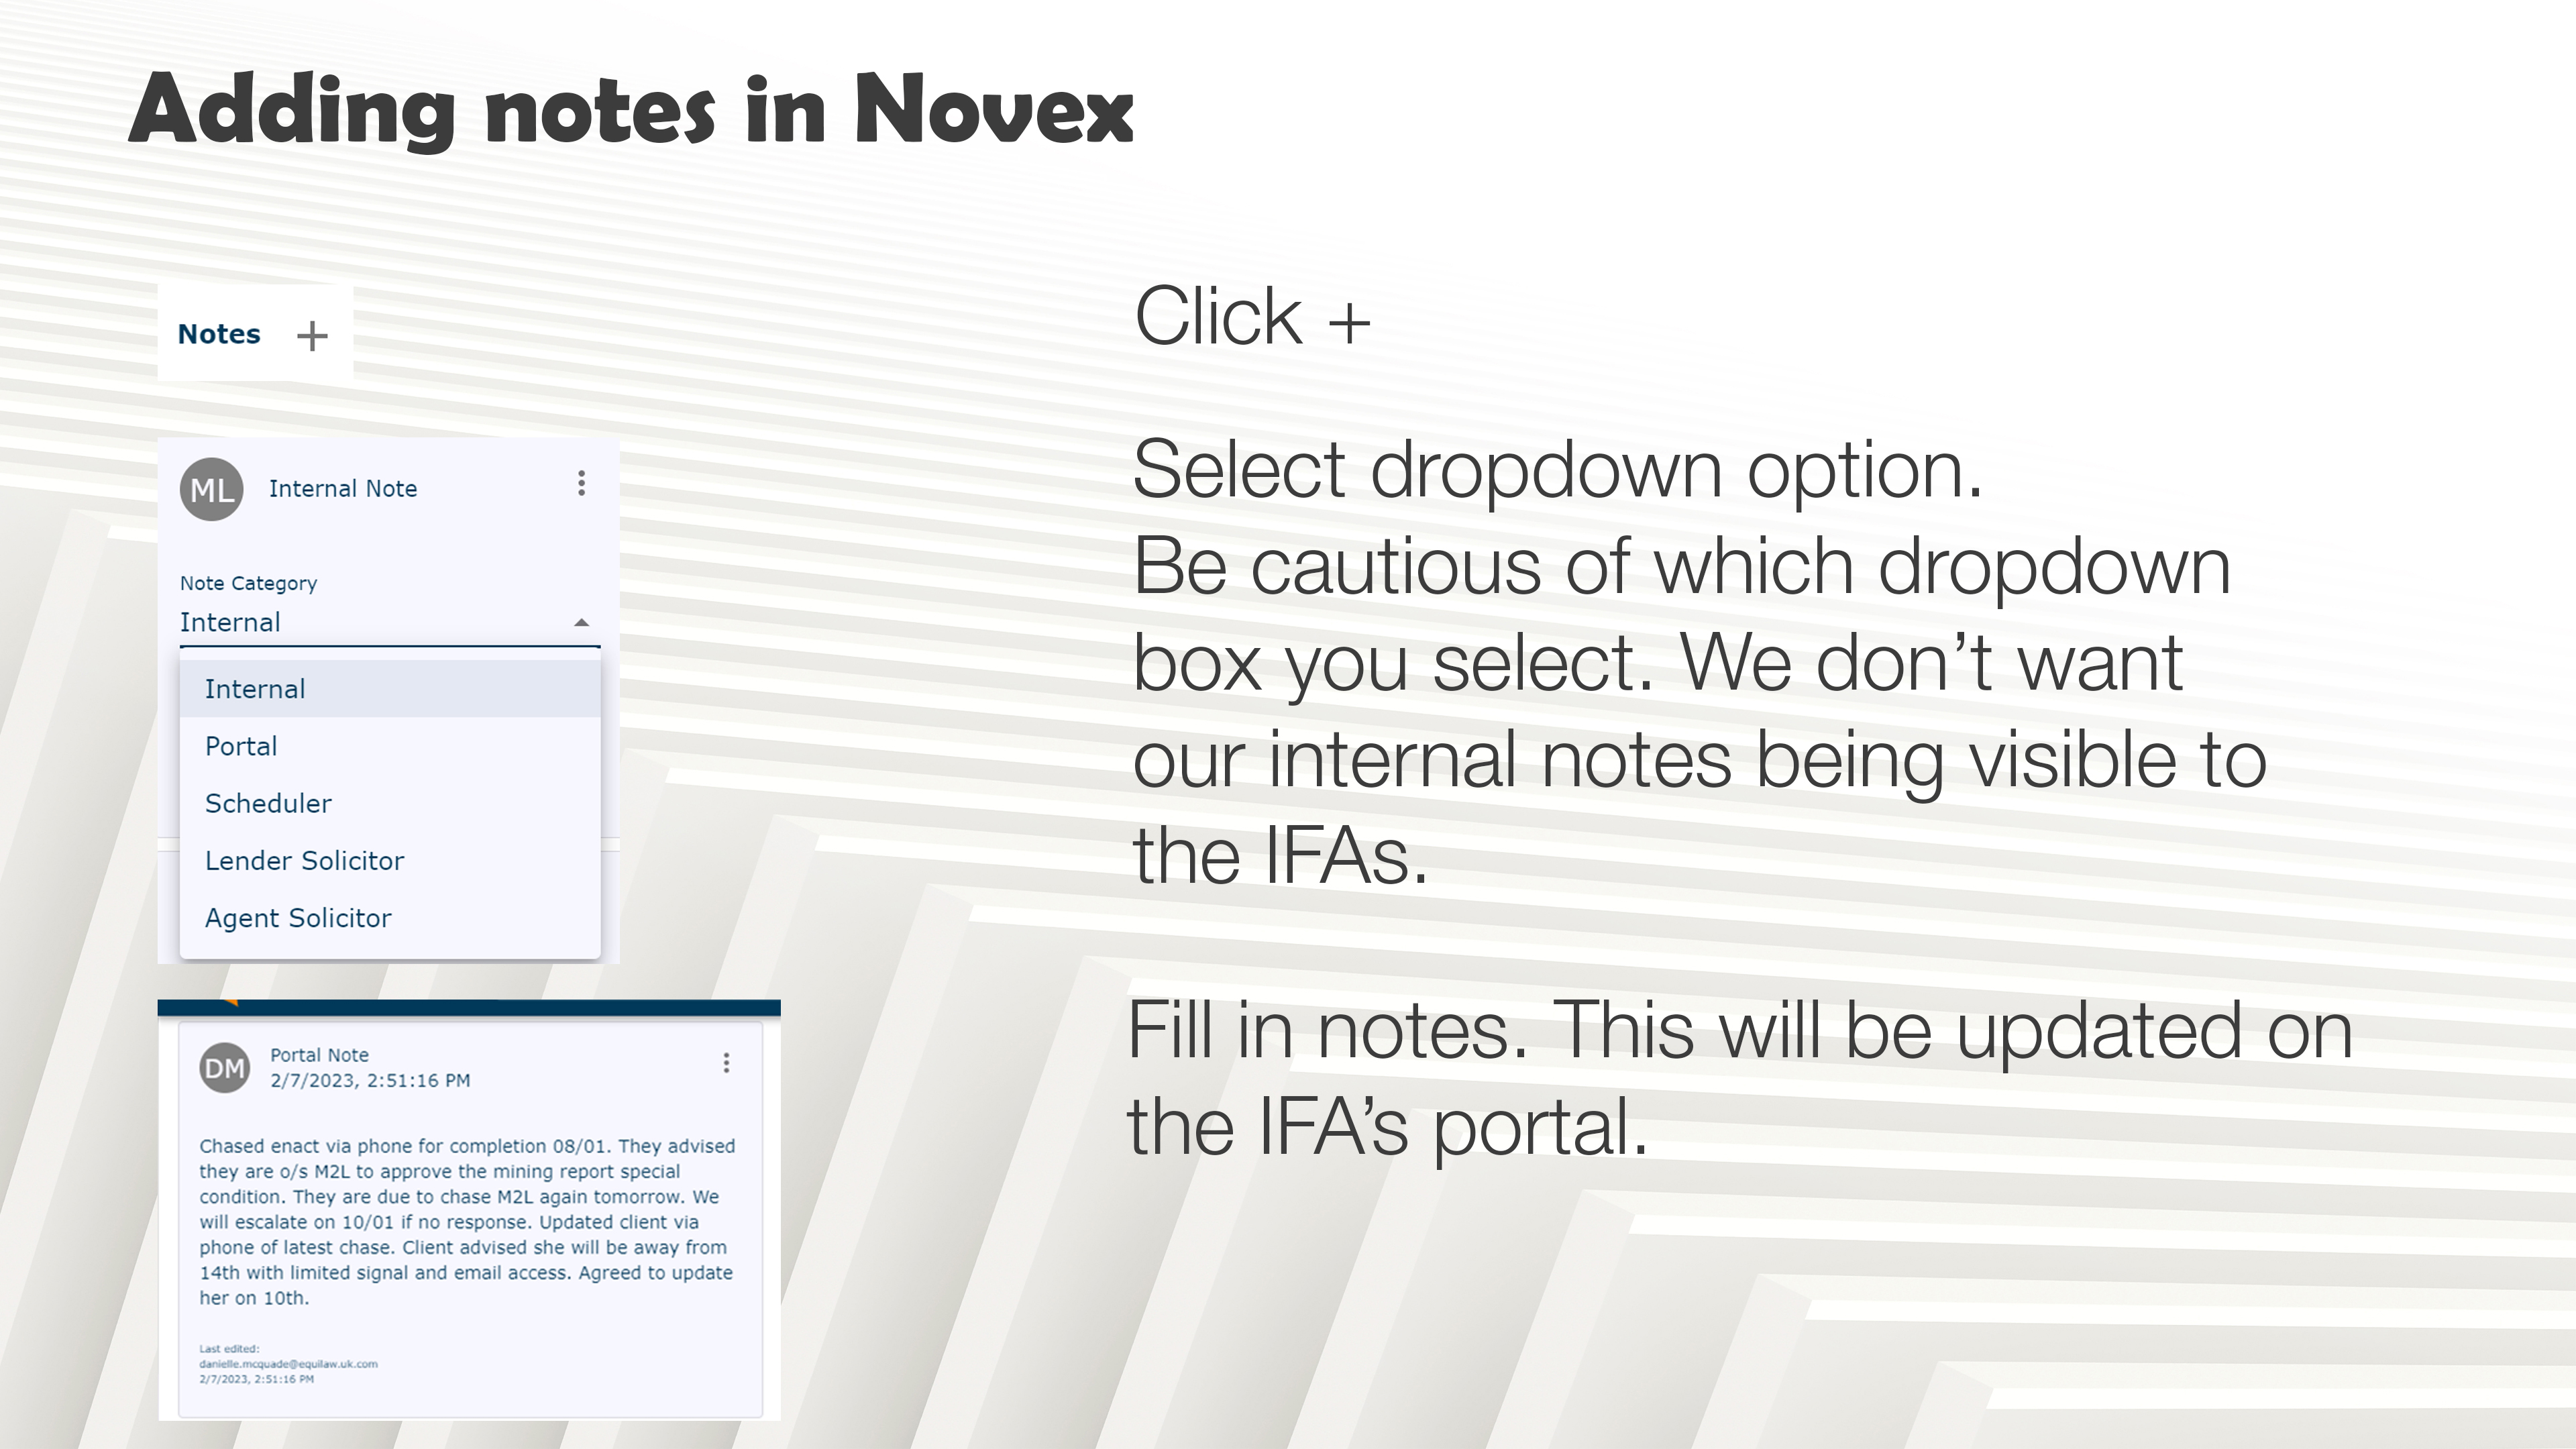 Adding notes in Novex
Notes +
Click +
ML Internal Note
Note Category
Internal
Internal
Portal
Scheduler
Lender Solicitor
Agent Solicitor
Select dropdown option.
Be cautious of which dropdown
box you select. We don’t want
our internal notes being visible to
the IFAs.
DM Portal Note
2/7/2023, 2:51:16 PM
Chased enact via phone for completion 08/01. They advised
they are o/s M2L to approve the mining report special
condition. They are due to chase M2L again tomorrow. We
will escalate on 10/01 if no response. Updated client via
phone of latest chase. Client advised she will be away from
14th with limited signal and email access. Agreed to update
her on 10th.
Last edited:
danielle.mcquade@equilaw.uk.com
2/7/2023, 2:51:16 PM
Fill in notes. This will be updated on
the IFA’s portal.